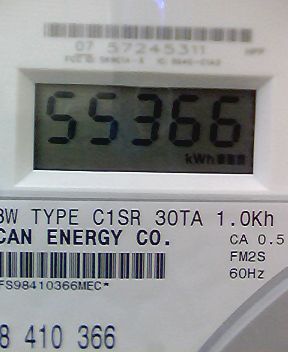 07 57245311
55366
kWh
3W TYPE C1SR 30TA 1.0Kh
CAN ENERGY CO.
CA 0.5
FM2S
60Hz
FS98410366MEC*
8 410 366